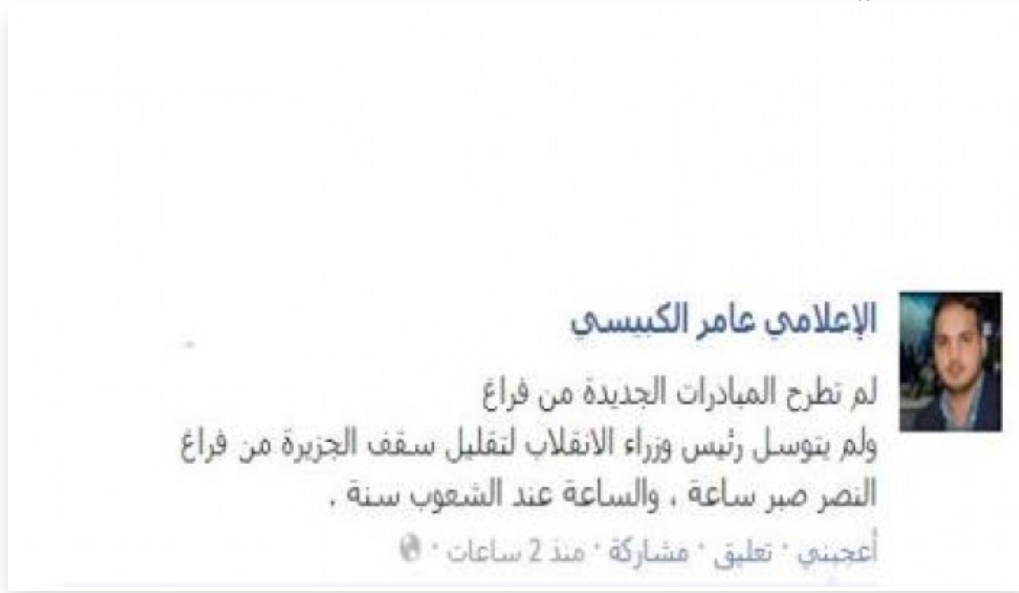 الإعلامي عامر الكبيسي
لم تطرح المبادرات الجديدة من فراغ
ولم يتوسل رئيس وزراء الانقلاب لتقليل سقف الجزيرة من فراغ
النصر صبر ساعة ، والساعة عند الشعوب سنة .
أعجبني · تعليق · مشاركة · منذ 2 ساعات ·